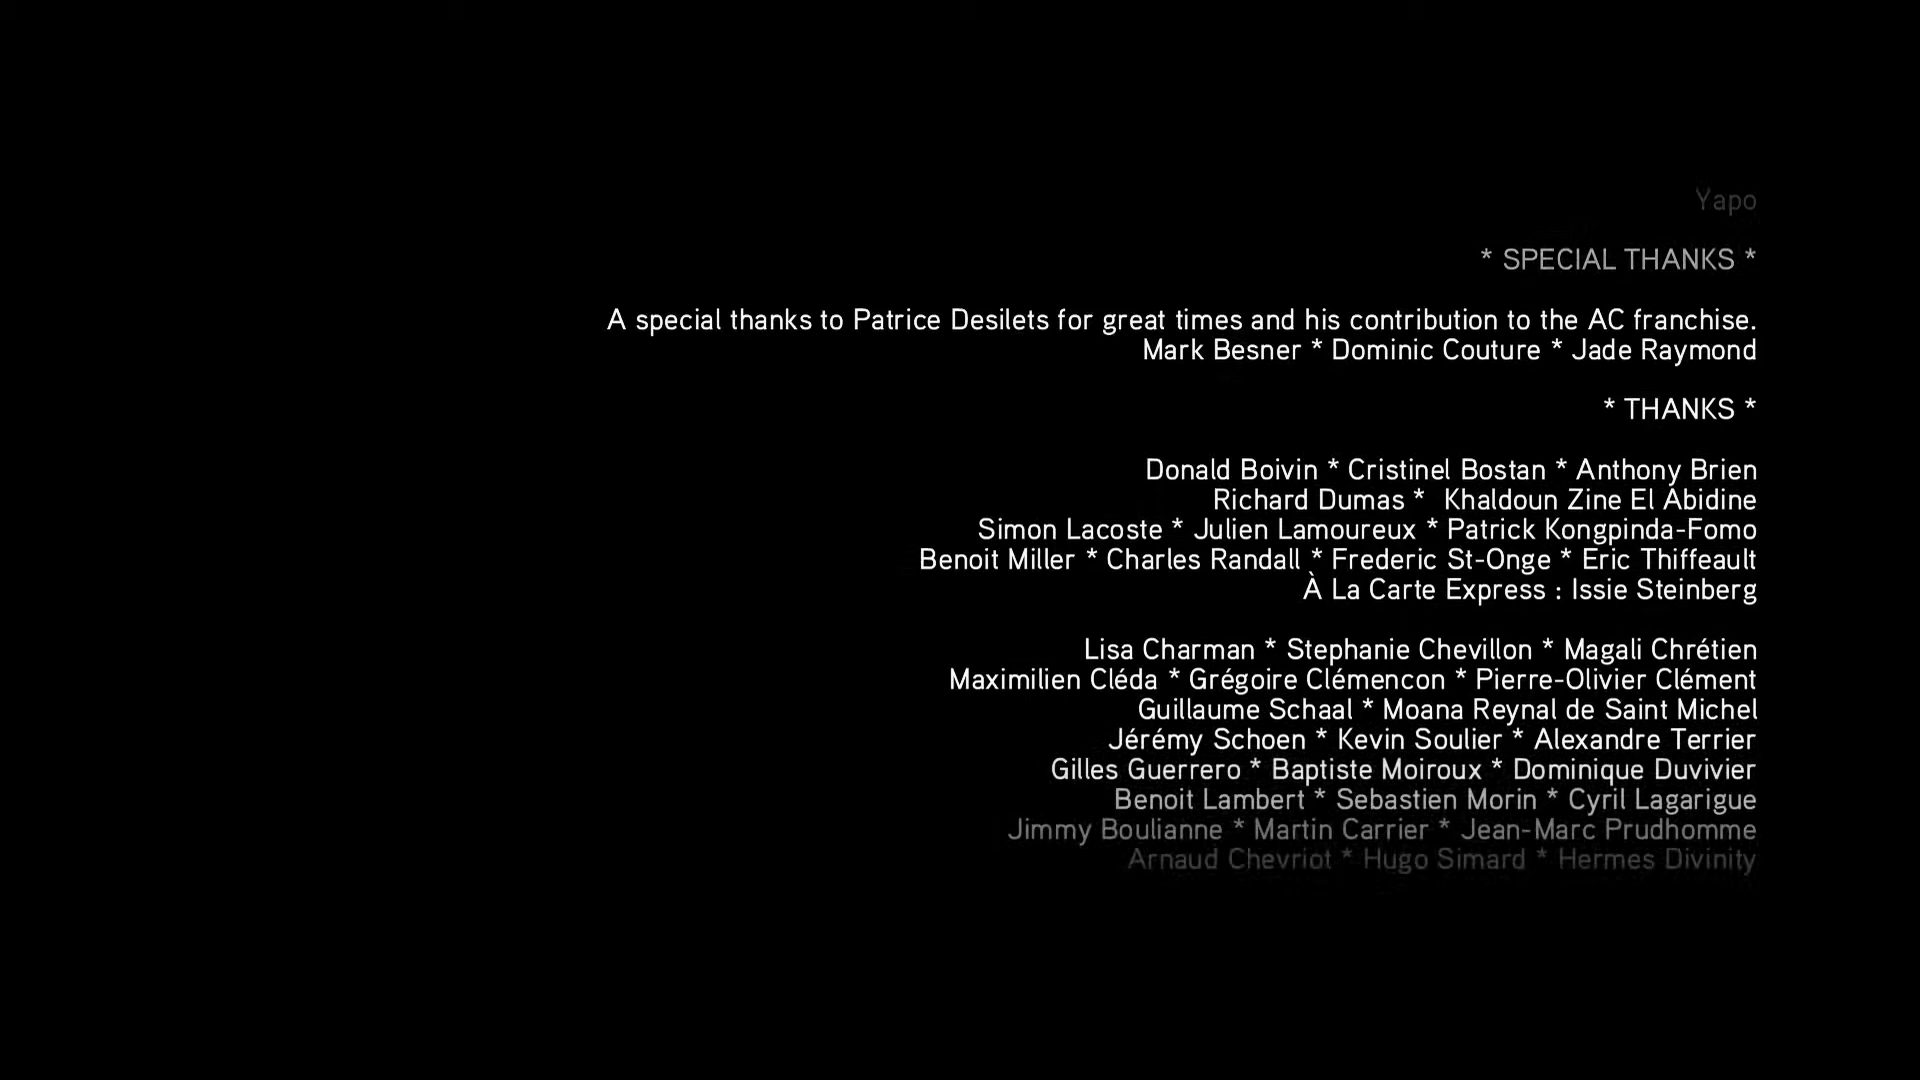 Yapo
* SPECIAL THANKS *
A special thanks to Patrice Desilets for great times and his contribution to the AC franchise.
Mark Besner * Dominic Couture * Jade Raymond
* THANKS *
Donald Boivin * Cristinel Bostan * Anthony Brien
Richard Dumas *  Khaldoun Zine El Abidine
Simon Lacoste * Julien Lamoureux * Patrick Kongpinda-Fomo
Benoit Miller * Charles Randall * Frederic St-Onge * Eric Thiffeault
À La Carte Express : Issie Steinberg
Lisa Charman * Stephanie Chevillon * Magali Chrétien
Maximilien Cléda * Grégoire Clémencon * Pierre-Olivier Clément
Guillaume Schaal * Moana Reynal de Saint Michel
Jérémy Schoen * Kevin Soulier * Alexandre Terrier
Gilles Guerrero * Baptiste Moiroux * Dominique Duvivier
Benoit Lambert * Sebastien Morin * Cyril Lagarigue
Jimmy Boulianne * Martin Carrier * Jean-Marc Prudhomme
Arnaud Chevriot * Hugo Simard * Hermes Divinity